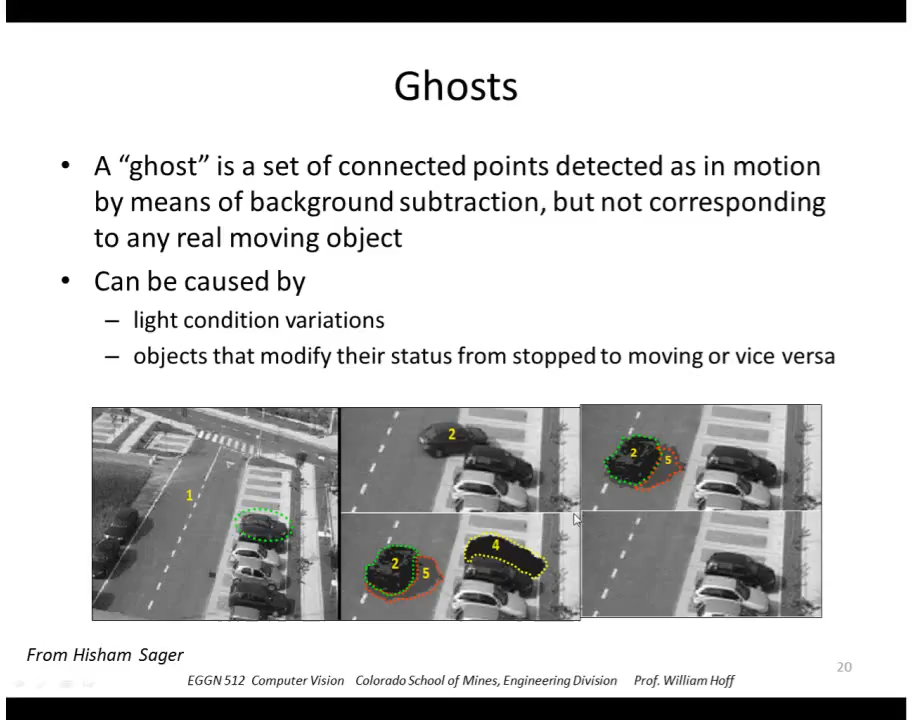 Ghosts
• A “ghost” is a set of connected points detected as in motion
by means of background subtraction, but not corresponding
to any real moving object
• Can be caused by
– light condition variations
– objects that modify their status from stopped to moving or vice versa
1
2
2
5
2
5
4
From Hisham Sager
20
EGGN 512 Computer Vision Colorado School of Mines, Engineering Division Prof. William Hoff